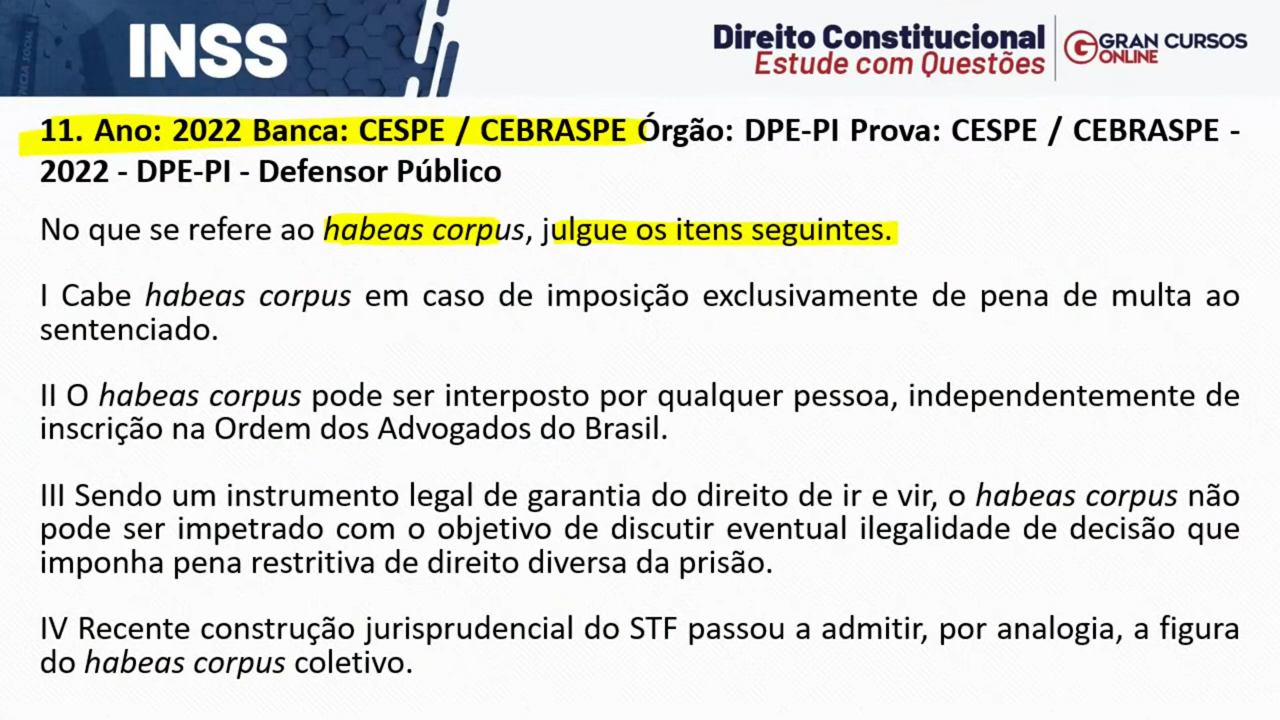 INSS
Direito Constitucional
Estude com Questões
GRAN CURSOS
ONLINE
11. Ano: 2022 Banca: CESPE / CEBRASPE Órgão: DPE-PI Prova: CESPE / CEBRASPE -
2022 - DPE-PI - Defensor Público
No que se refere ao habeas corpus, julgue os itens seguintes.
I Cabe habeas corpus em caso de imposição exclusivamente de pena de multa ao
sentenciado.
II O habeas corpus pode ser interposto por qualquer pessoa, independentemente de
inscrição na Ordem dos Advogados do Brasil.
III Sendo um instrumento legal de garantia do direito de ir e vir, o habeas corpus não
pode ser impetrado com o objetivo de discutir eventual ilegalidade de decisão que
imponha pena restritiva de direito diversa da prisão.
IV Recente construção jurisprudencial do STF passou a admitir, por analogia, a figura
do habeas corpus coletivo.